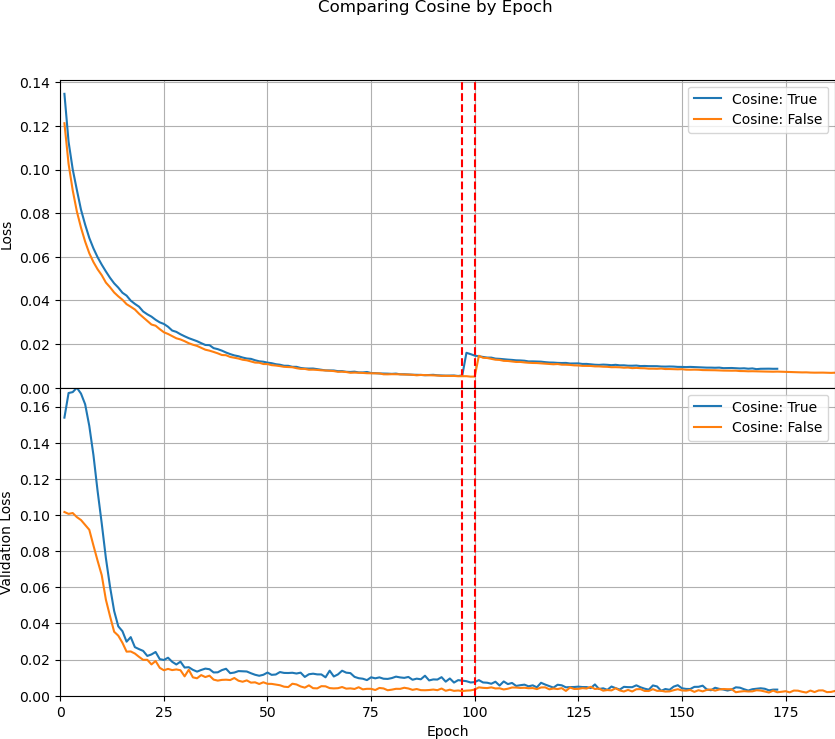 Comparing Cosine by Epoch
0.14
0.12
0.10
0.08
0.06
0.04
0.02
0.00
Loss
Cosine: True
Cosine: False
0.16
0.14
0.12
0.10
0.08
0.06
0.04
0.02
0.00
Validation Loss
Cosine: True
Cosine: False
0 25 50 75 100 125 150 175
Epoch